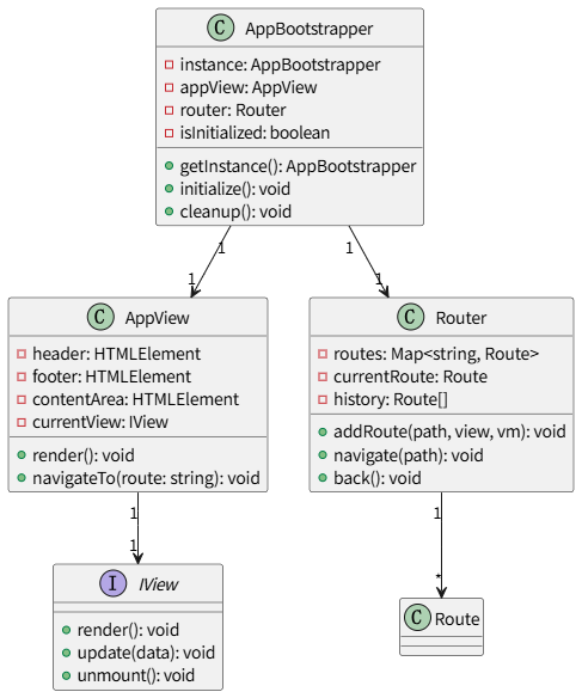 C AppBootstrapper
instance: AppBootstrapper
appView: AppView
router: Router
isInitialized: boolean
getInstance(): AppBootstrapper
initialize(): void
cleanup(): void
1 1
1 1
C AppView
header: HTMLElement
footer: HTMLElement
contentArea: HTMLElement
currentView: IView
render(): void
navigateTo(route: string): void
C Router
routes: Map<string, Route>
currentRoute: Route
history: Route[]
addRoute(path, view, vm): void
navigate(path): void
back(): void
1 1
1 *
I IView
render(): void
update(data): void
unmount(): void
C Route